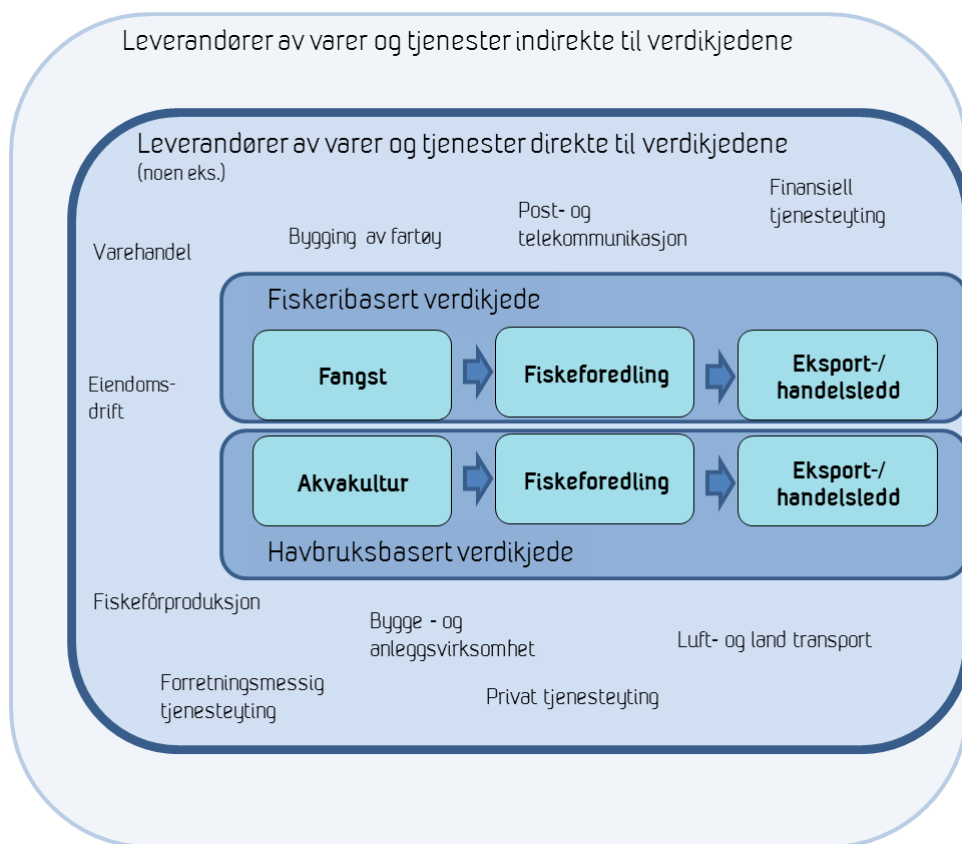 Leverandører av varer og tjenester indirekte til verdikjedene
Leverandører av varer og tjenester direkte til verdikjedene
(noen eks.)
Finansiell
tjenesteyting
Post- og
telekommunikasjon
Bygging av fartøy
Varehandel
Fiskeribasert verdikjede
Fangst
Fiskeforedling
Eksport-/
handelsledd
Eiendoms-
drift
Akvakultur
Fiskeforedling
Eksport-/
handelsledd
Havbruksbasert verdikjede
Fiskefôrproduksjon
Bygge - og
anleggsvirksomhet
Luft- og land transport
Forretningsmessig
tjenesteyting
Privat tjenesteyting